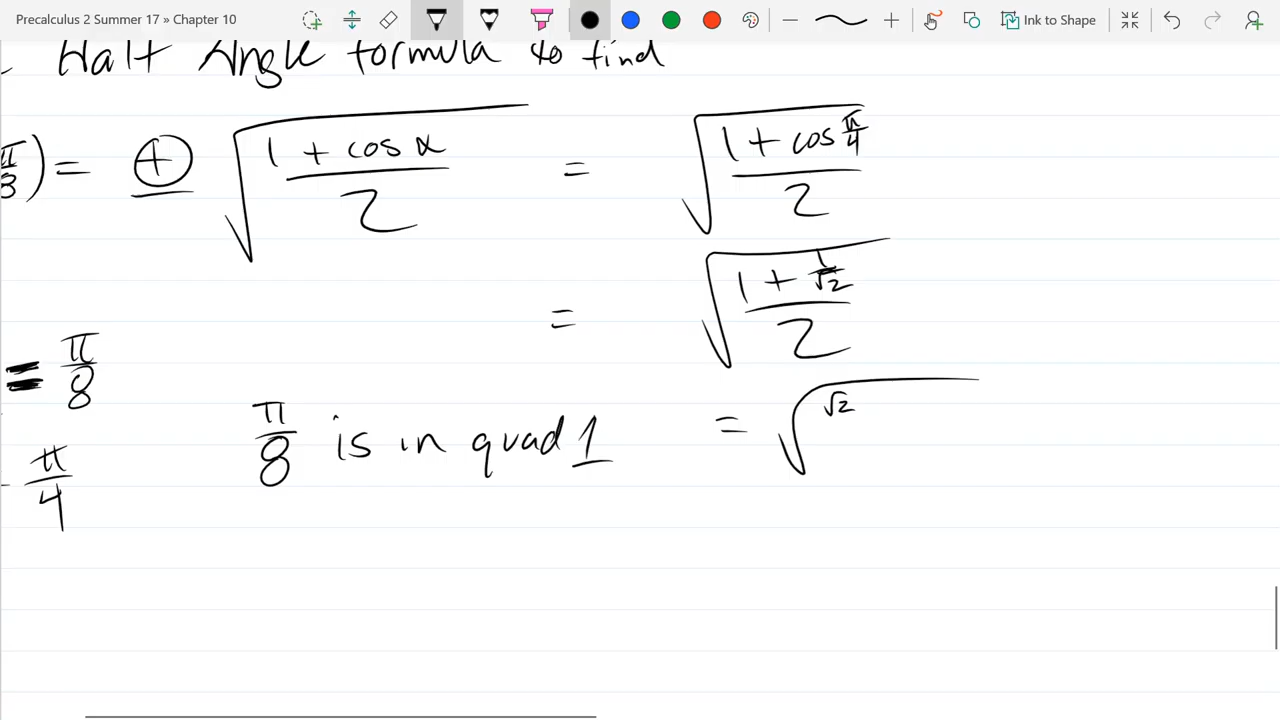 Precalculus 2 Summer 17 » Chapter 10
Ink to Shape
Half Angle formula to find
π/8) = + √((1 + cos α)/2) = √((1 + cos π/4)/2)
= √((1 + 1/√2)/2)
= π/8
π/8 is in quad 1 = √(√2
π/4